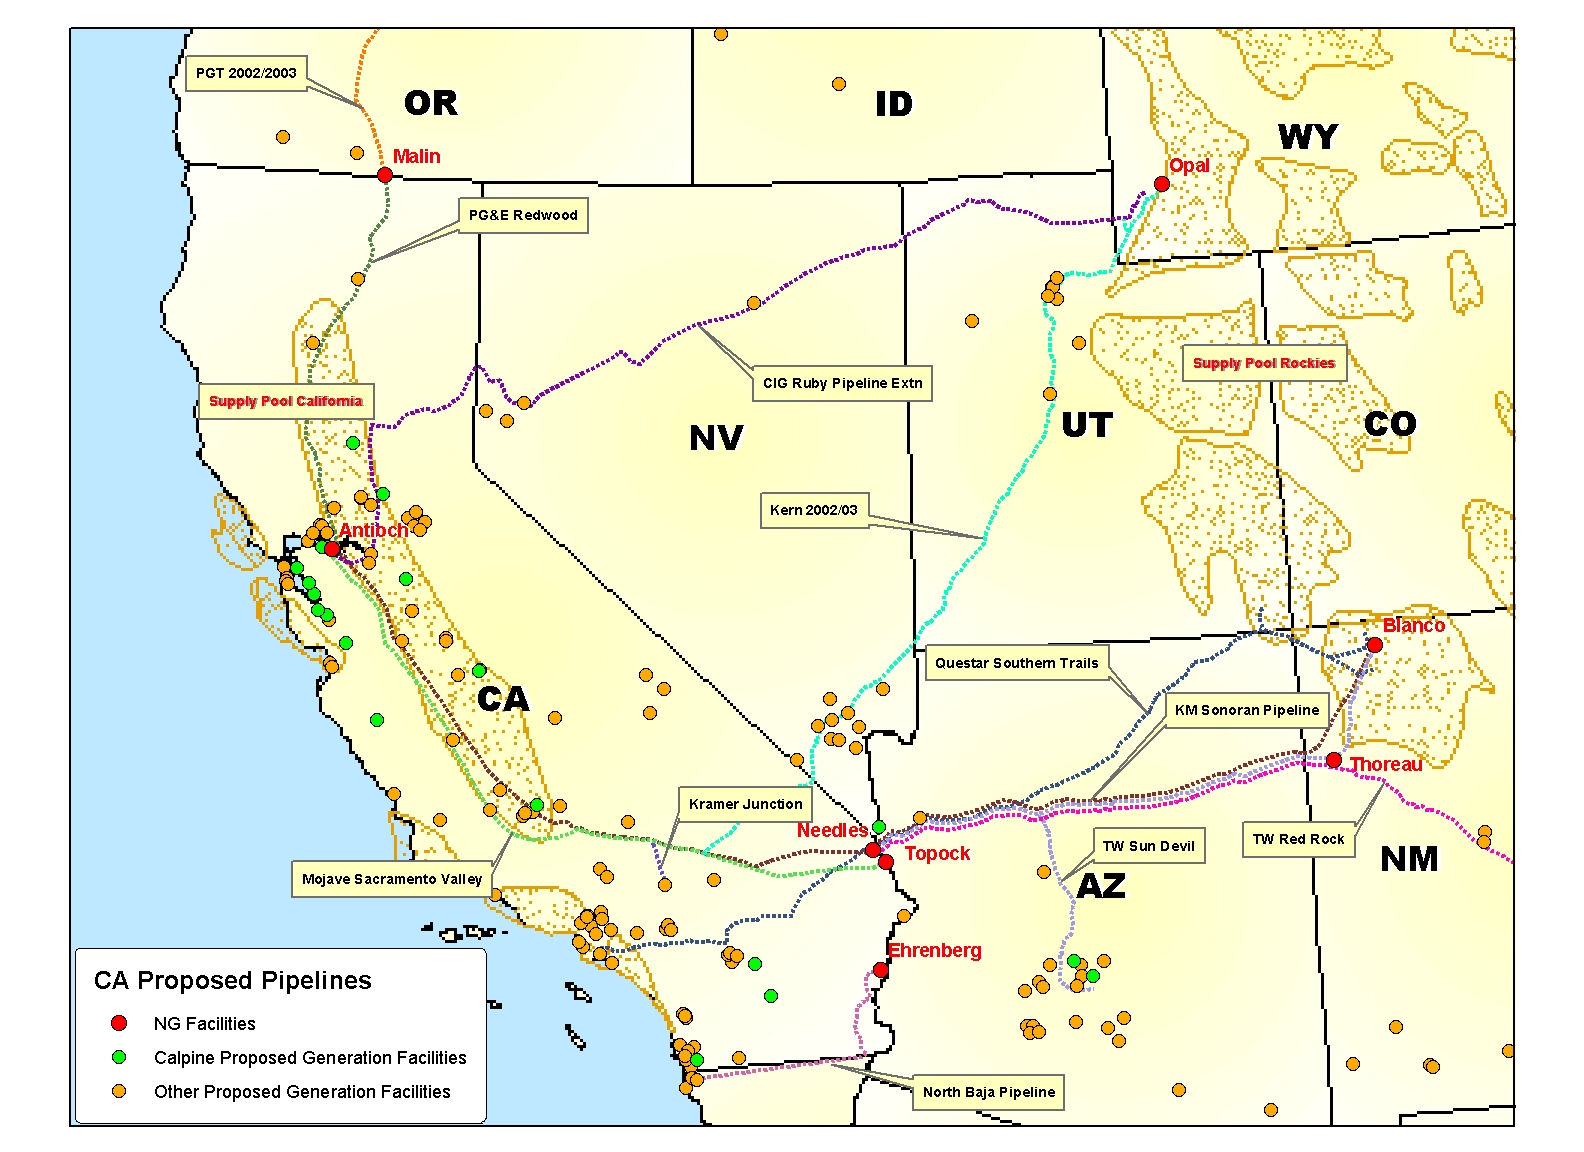 PGT 2002/2003
OR
ID
WY
Malin
Opal
PG&E Redwood
Supply Pool Rockies
CIG Ruby Pipeline Extn
Supply Pool California
NV
UT
CO
Kern 2002/03
Antioch
Blanco
Questar Southern Trails
CA
KM Sonoran Pipeline
Thoreau
Kramer Junction
Needles
Topock
TW Sun Devil
TW Red Rock
NM
Mojave Sacramento Valley
AZ
Ehrenberg
North Baja Pipeline
CA Proposed Pipelines
NG Facilities
Calpine Proposed Generation Facilities
Other Proposed Generation Facilities